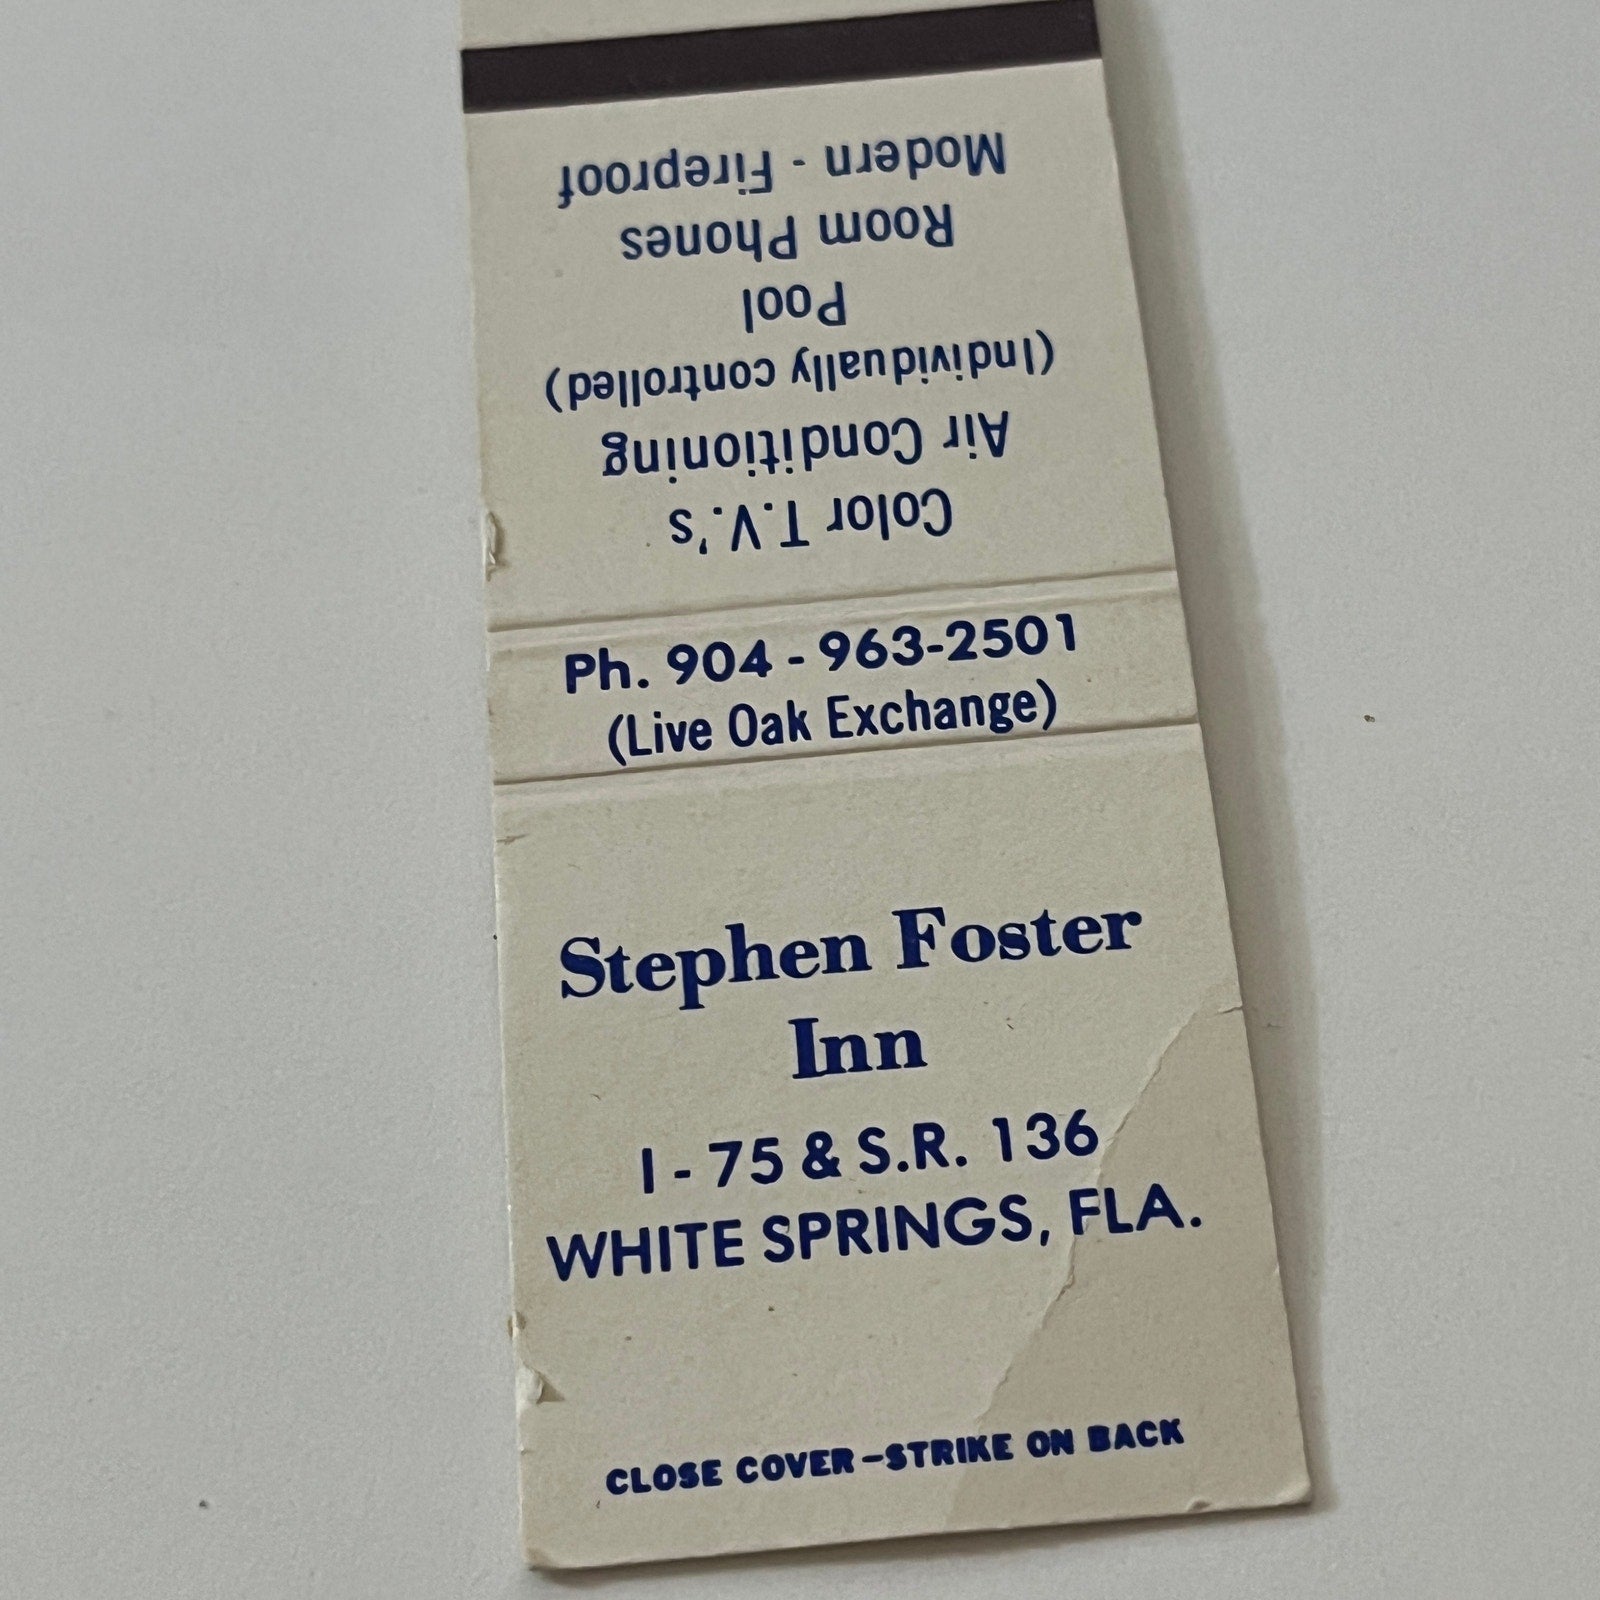 Modern - Fireproof
Room Phones
Pool
(Individually controlled)
Air Conditioning
Color T.V.'s
Ph. 904 - 963-2501
(Live Oak Exchange)
Stephen Foster
Inn
I - 75 & S.R. 136
WHITE SPRINGS, FLA.
CLOSE COVER - STRIKE ON BACK